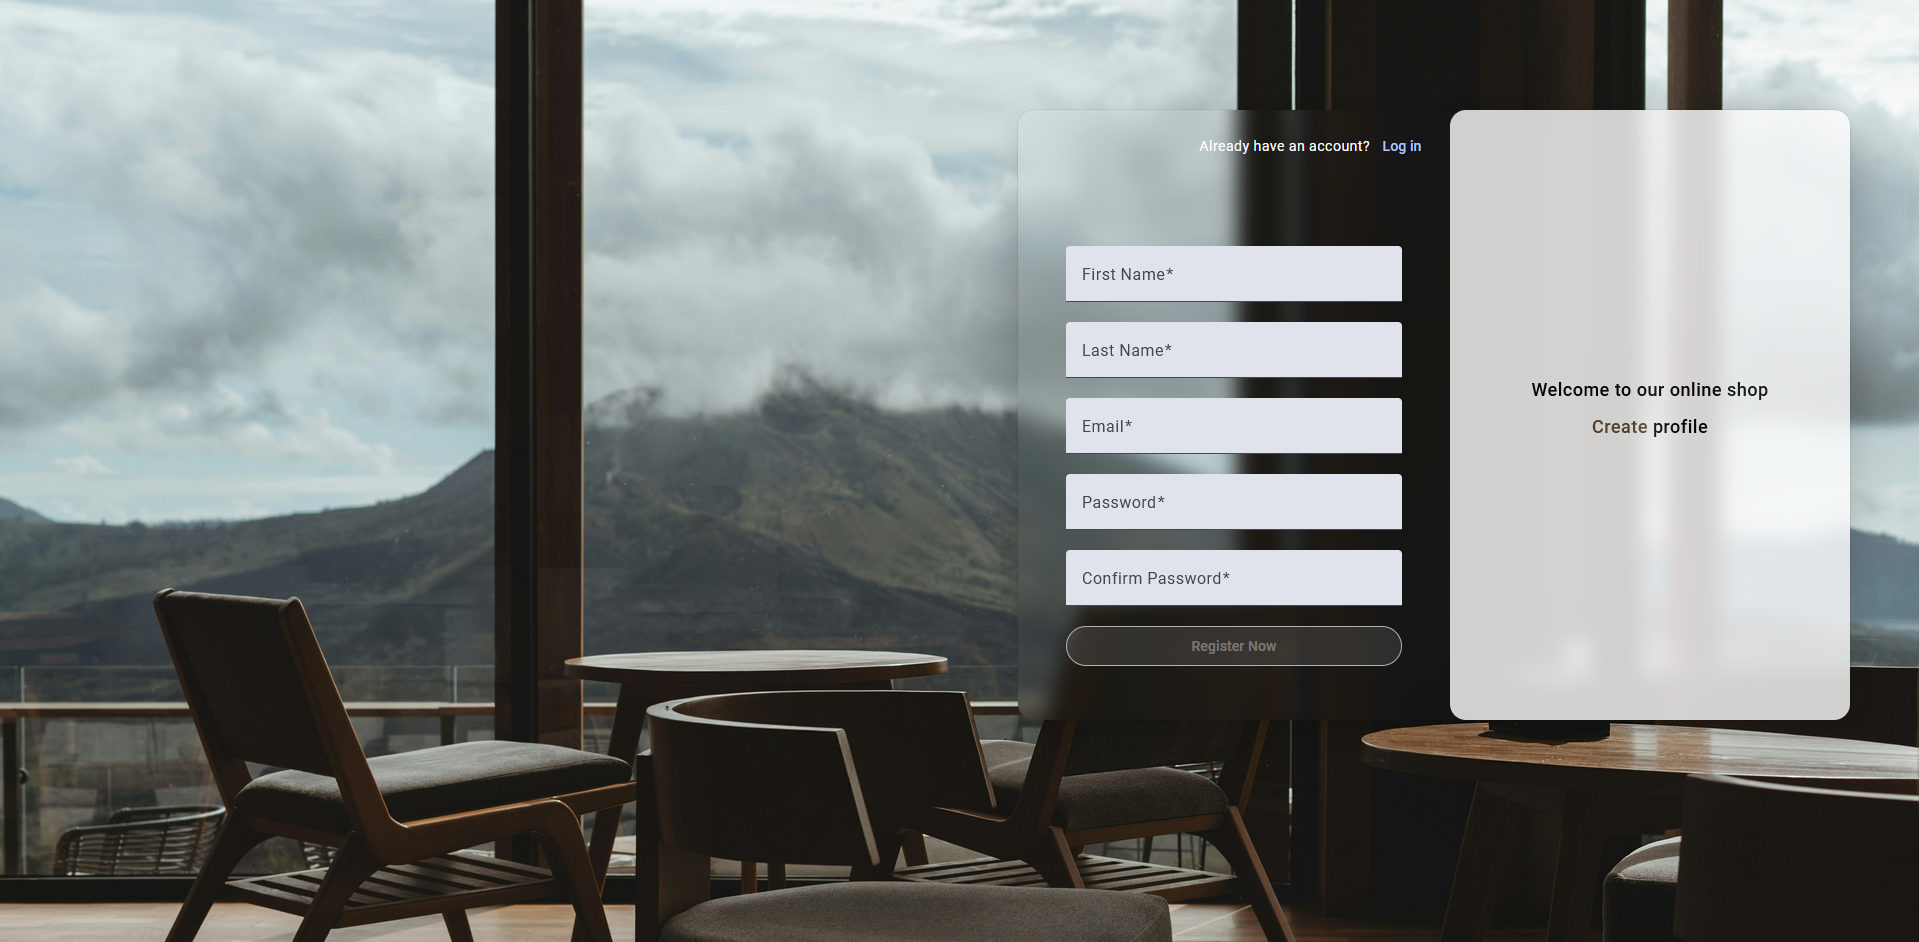 Already have an account? Log in
First Name*
Last Name*
Email*
Password*
Confirm Password*
Register Now
Welcome to our online shop
Create profile